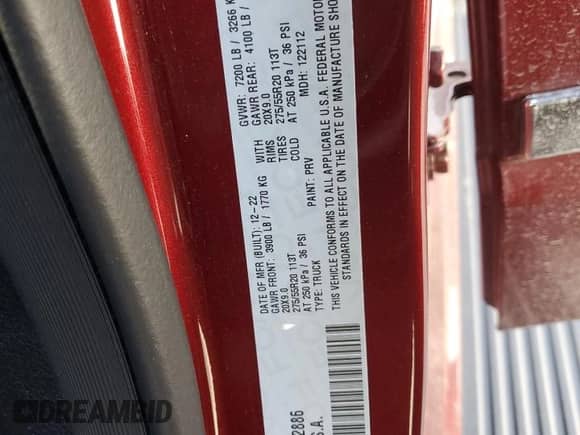 DATE OF MFR (BUILT): 12-22
GVWR: 7200 LB / 3266 K
GAWR FRONT: 3900 LB / 1770 KG
WITH
GAWR REAR: 4100 LB /
20X9.0
RIMS
20X9.0
275/55R20 113T
TIRES
275/55R20 113T
AT 250 kPa / 36 PSI
COLD
AT 250 kPa / 36 PSI
TYPE: TRUCK
PAINT: PRV
MDH: 122112
THIS VEHICLE CONFORMS TO ALL APPLICABLE U.S.A. FEDERAL MOTOR
STANDARDS IN EFFECT ON THE DATE OF MANUFACTURE SHO
2886
S.A.
DREAMBID